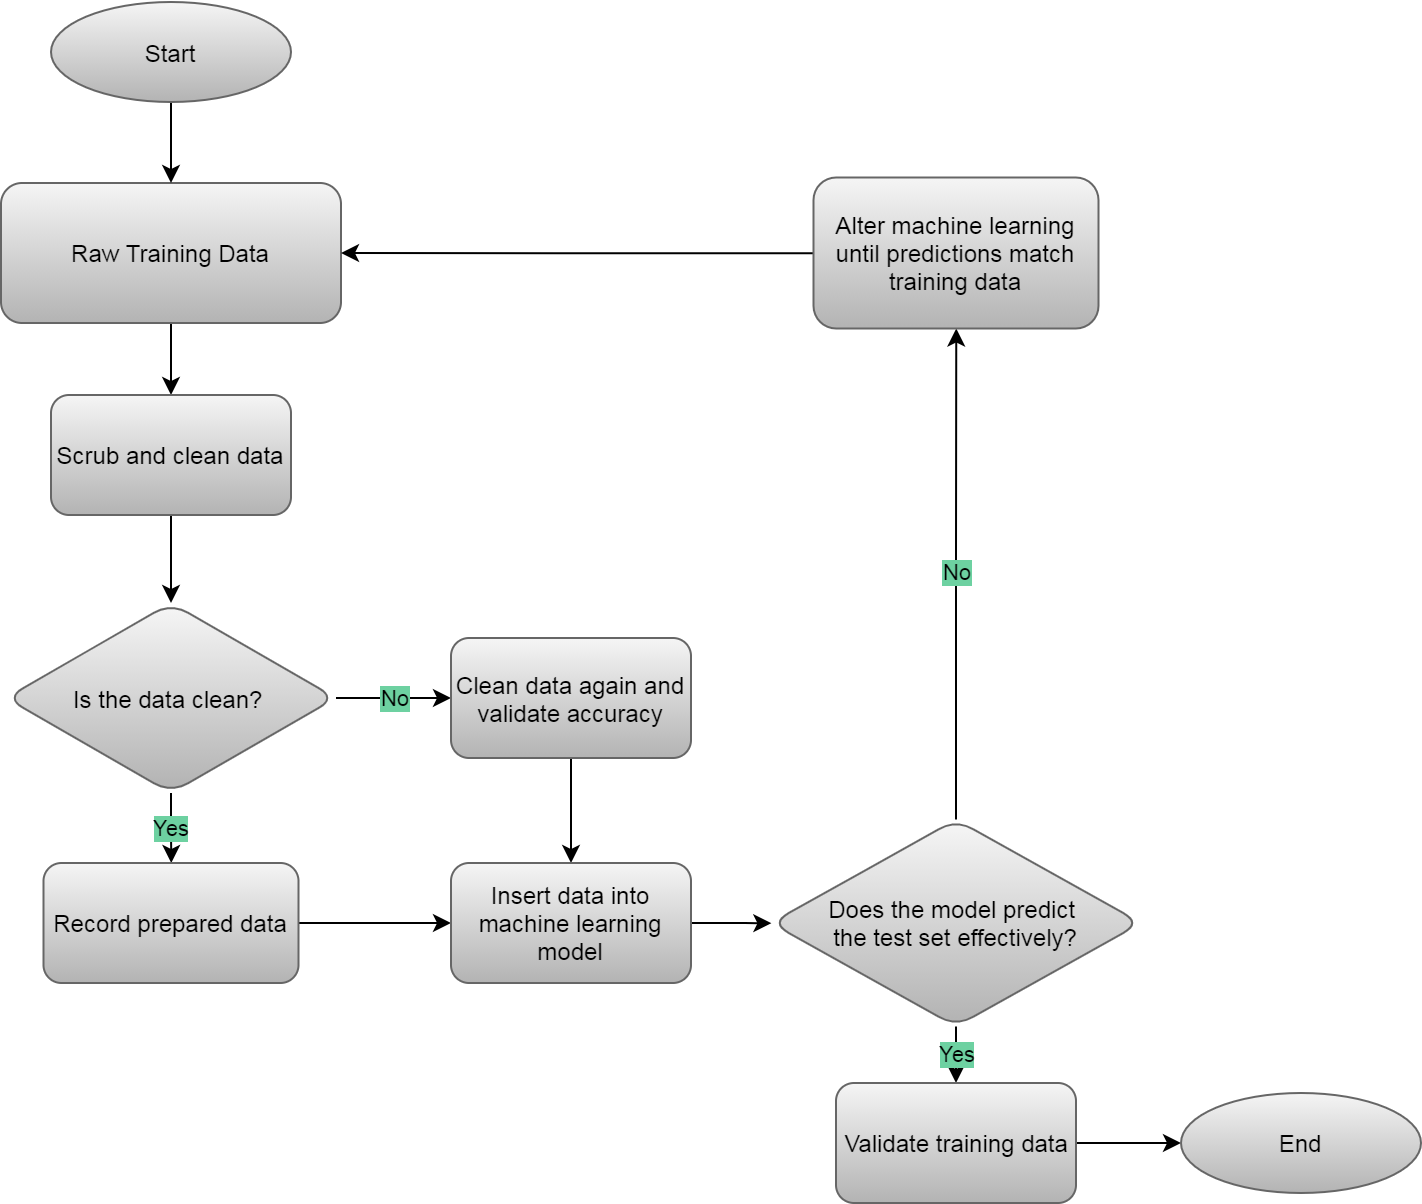 Start
Raw Training Data
Alter machine learning
until predictions match
training data
Scrub and clean data
No
Is the data clean?
No
Clean data again and
validate accuracy
Yes
Record prepared data
Insert data into
machine learning
model
Does the model predict
the test set effectively?
Yes
Validate training data
End